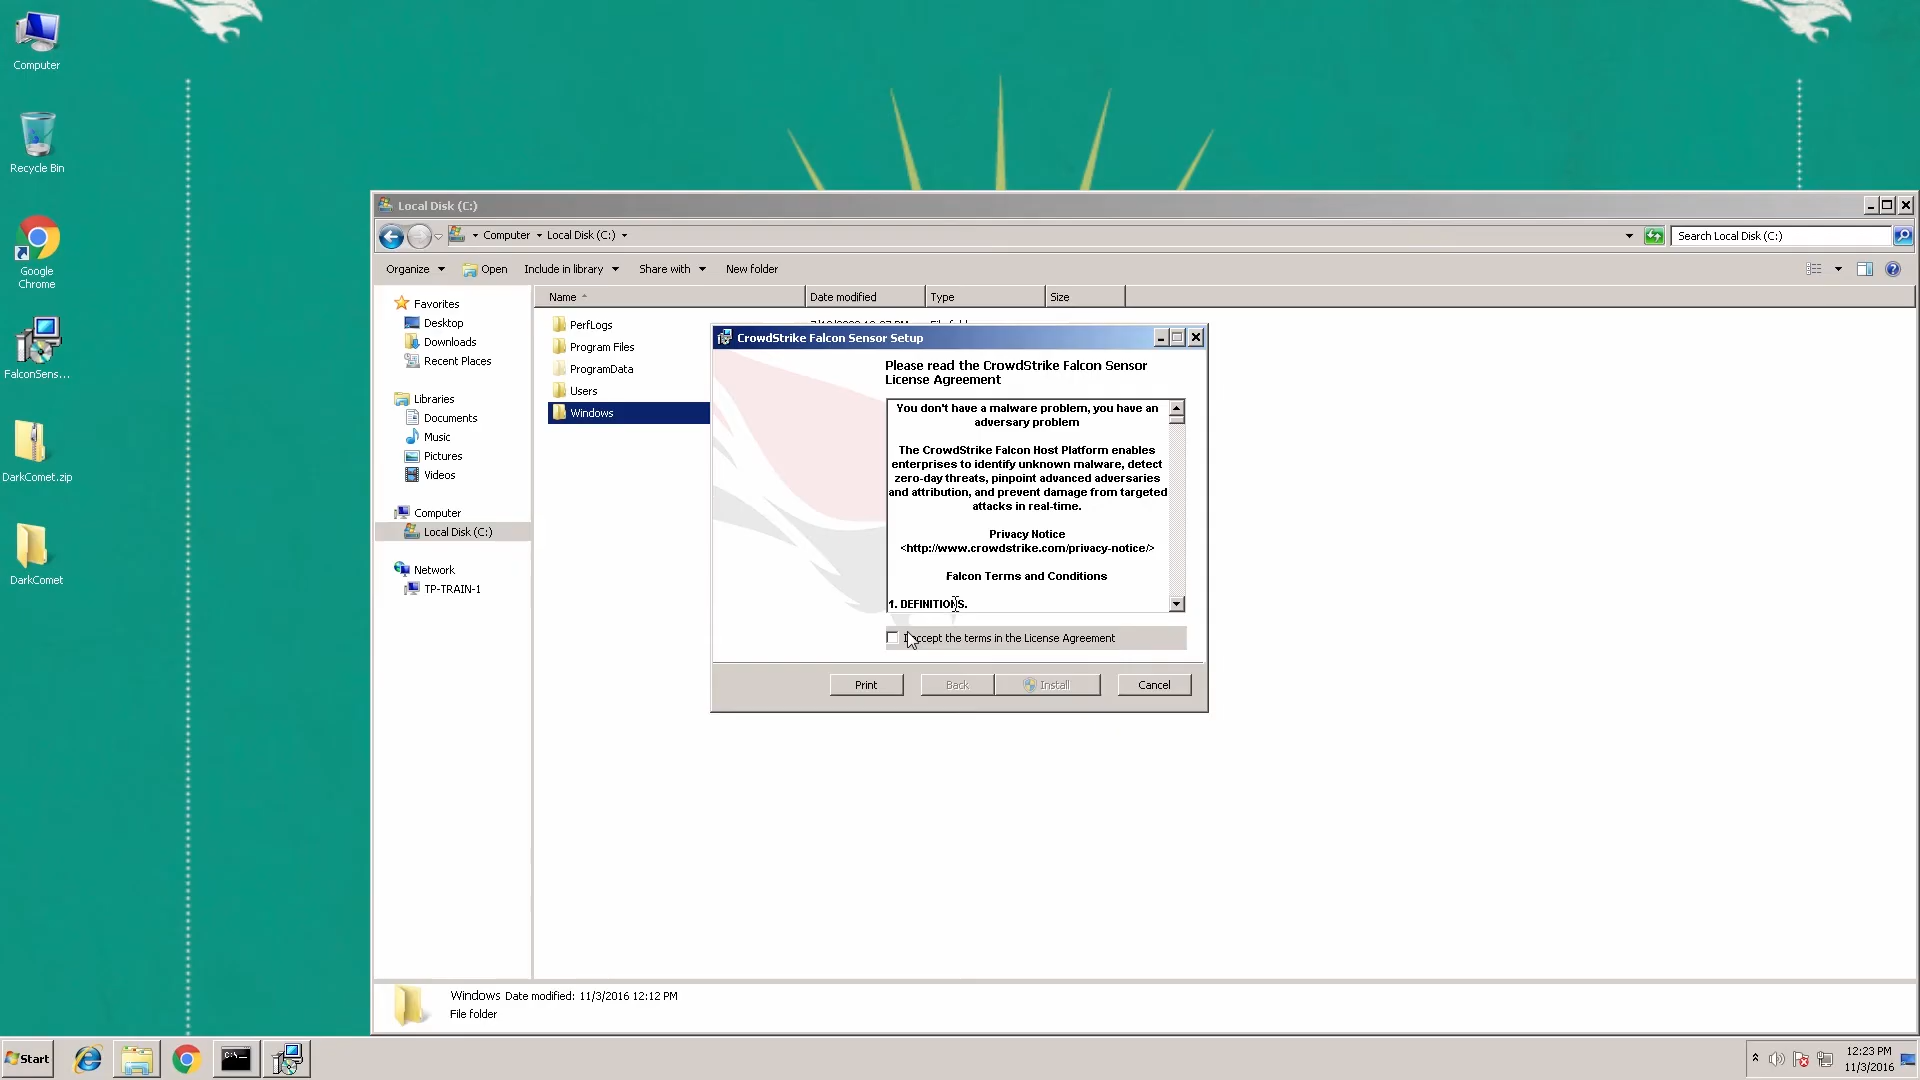 Computer
Recycle Bin
Google
Chrome
FalconSens...
DarkComet.zip
DarkComet
Local Disk (C:)
Computer
Local Disk (C:)
Search Local Disk (C:)
Organize
Open
Include in library
Share with
New folder
Name
Date modified
Type
Size
Favorites
Desktop
Downloads
Recent Places
Libraries
Documents
Music
Pictures
Videos
Computer
Local Disk (C:)
Network
TP-TRAIN-1
PerfLogs
Program Files
ProgramData
Users
Windows
CrowdStrike Falcon Sensor Setup
Please read the CrowdStrike Falcon Sensor
License Agreement
You don't have a malware problem, you have an
adversary problem
The CrowdStrike Falcon Host Platform enables
enterprises to identify unknown malware, detect
zero-day threats, pinpoint advanced adversaries
and attribution, and prevent damage from targeted
attacks in real-time.
Privacy Notice
<http://www.crowdstrike.com/privacy-notice/>
Falcon Terms and Conditions
1. DEFINITIONS.
I accept the terms in the License Agreement
Print
Back
Install
Cancel
Windows Date modified: 11/3/2016 12:12 PM
File folder
Start
C:\_
12:23 PM
11/3/2016